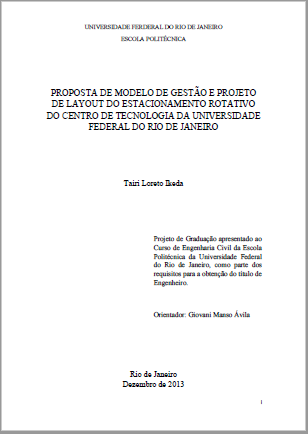 UNIVERSIDADE FERDERAL DO RIO DE JANEIRO
ESCOLA POLITÉCNICA
PROPOSTA DE MODELO DE GESTÃO E PROJETO
DE LAYOUT DO ESTACIONAMENTO ROTATIVO
DO CENTRO DE TECNOLOGIA DA UNIVERSIDADE
FEDERAL DO RIO DE JANEIRO
Tairi Loreto Ikeda
Projeto de Graduação apresentado ao
Curso de Engenharia Civil da Escola
Politécnica da Universidade Federal
do Rio de Janeiro, como parte dos
requisitos para a obtenção do título de
Engenheiro.
Orientador: Giovani Manso Ávila
Rio de Janeiro
Dezembro de 2013
1